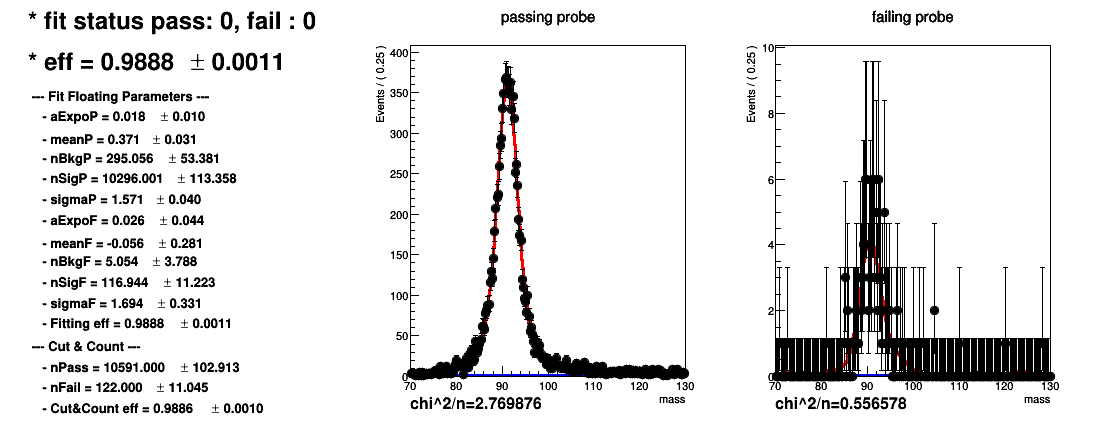 * fit status pass: 0, fail : 0
* eff = 0.9888 ± 0.0011
--- Fit Floating Parameters ---
- aExpoP = 0.018 ± 0.010
- meanP = 0.371 ± 0.031
- nBkgP = 295.056 ± 53.381
- nSigP = 10296.001 ± 113.358
- sigmaP = 1.571 ± 0.040
- aExpoF = 0.026 ± 0.044
- meanF = -0.056 ± 0.281
- nBkgF = 5.054 ± 3.788
- nSigF = 116.944 ± 11.223
- sigmaF = 1.694 ± 0.331
- Fitting eff = 0.9888 ± 0.0011
--- Cut & Count ---
- nPass = 10591.000 ± 102.913
- nFail = 122.000 ± 11.045
- Cut&Count eff = 0.9886 ± 0.0010
passing probe
Events / ( 0.25 )
400
350
300
250
200
150
100
50
0
70 80 90 100 110 120 130
mass
chi^2/n=2.769876
failing probe
Events / ( 0.25 )
10
8
6
4
2
0
70 80 90 100 110 120 130
mass
chi^2/n=0.556578